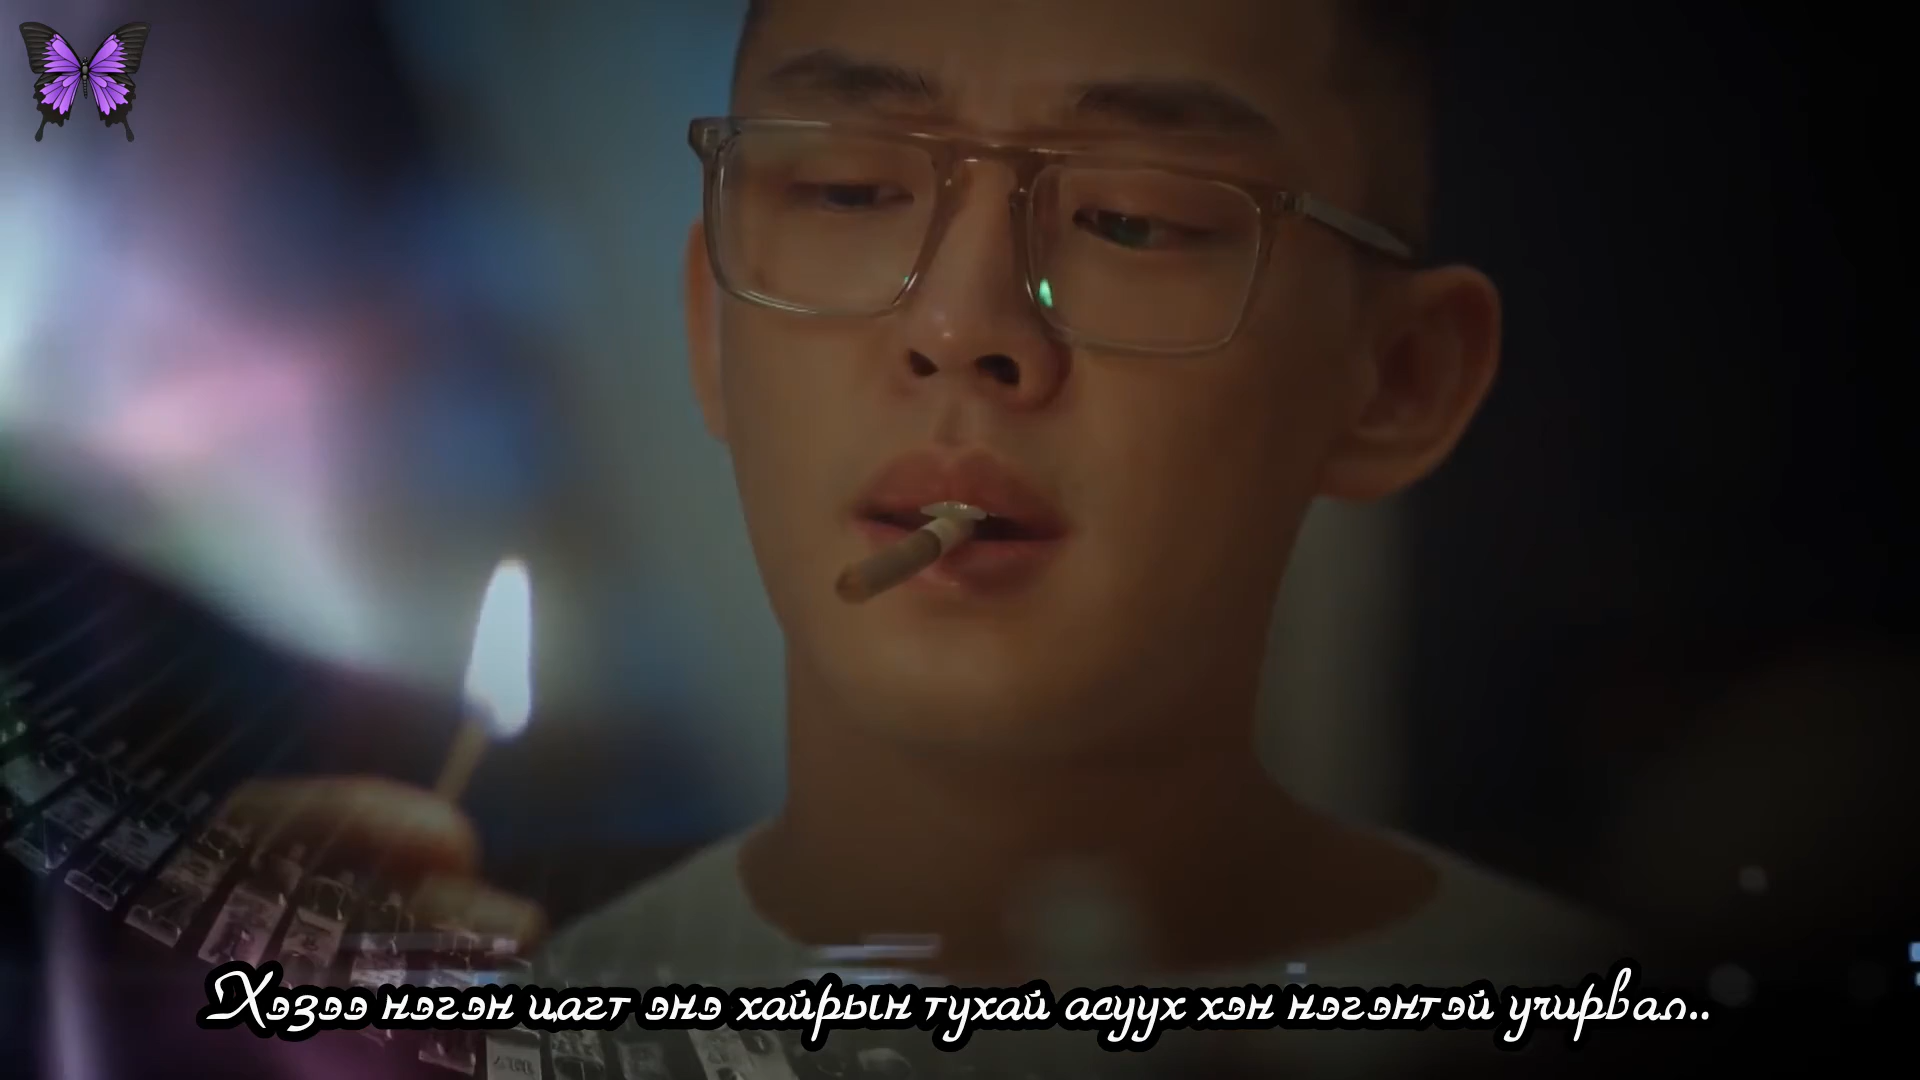 Хэзээ нэгэн цагт энэ хайрын тухай асуух хэн нэгэнтэй учирвал..